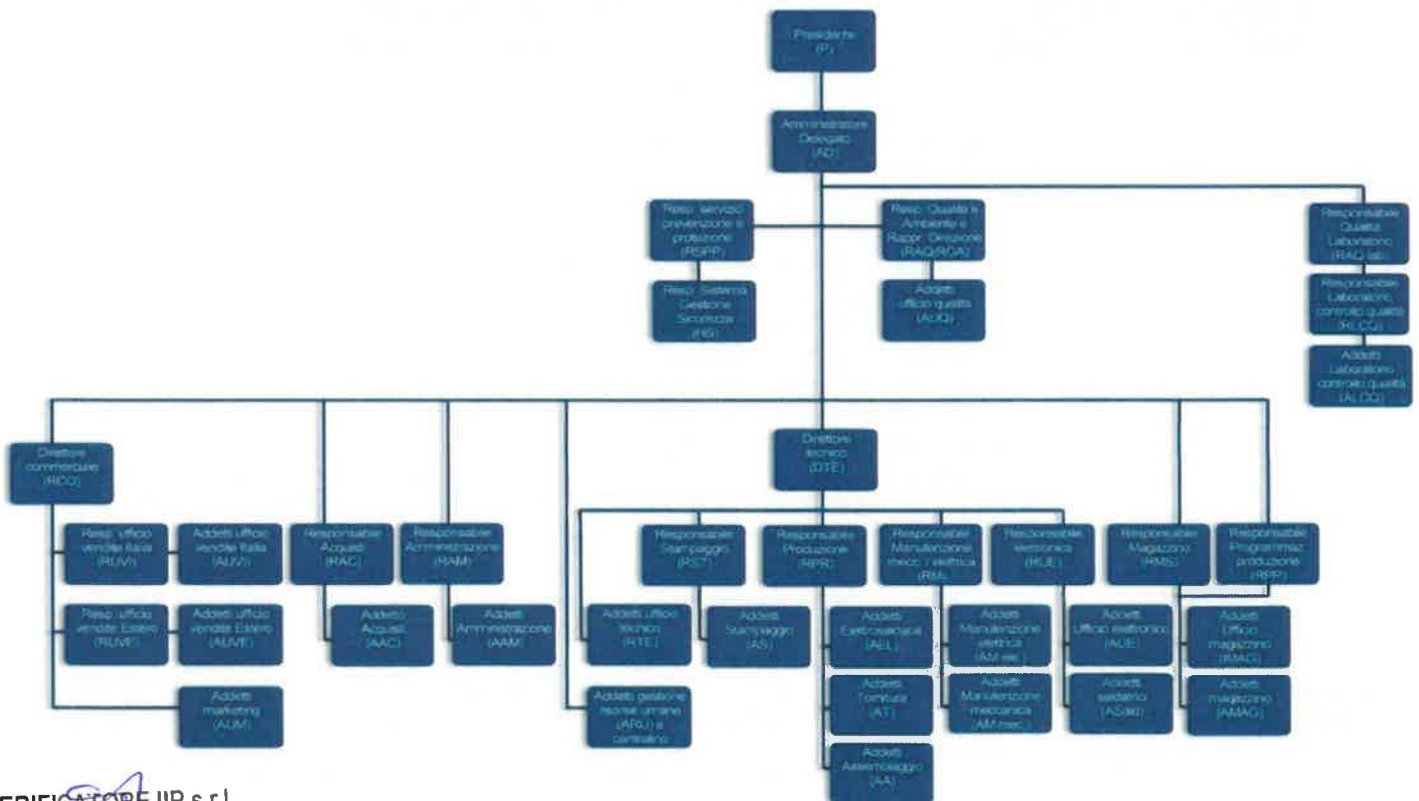 Presidente
(P)
Amministratore
Delegato
(AD)
Resp. servizio
prevenzione e
protezione
(RSPP)
Resp. Qualità e
Ambiente e
Rappr. Direzione
(RAQ/RGA)
Responsabile
Qualità
Laboratorio
(RAQ lab)
Resp. Sistema
Gestione
Sicurezza
Addetti
ufficio qualità
(AUQ)
Responsabile
Laboratorio
controllo qualità
(RLCQ)
Addetti
Laboratorio
controllo qualità
(ALCQ)
Direttore
commerciale
(RCO)
Direttore
tecnico
(DTE)
Resp. ufficio
vendite Italia
(RUVI)
Addetti ufficio
vendite Italia
(AUVI)
Responsabile
Acquisti
(RAC)
Responsabile
Amministrazione
(RAM)
Responsabile
Stampaggio
(RST)
Responsabile
Produzione
(RPR)
Responsabile
Manutenzione
mecc. / elettrica
(RM)
Responsabile
elettronica
(RUE)
Responsabile
Magazzino
(RMS)
Responsabile
Programmaz.
produzione
(RPP)
Resp. ufficio
vendite Estero
(RUVE)
Addetti ufficio
vendite Estero
(AUVE)
Addetto
Acquisti
(AAC)
Addetti
Amministrazione
(AAM)
Addetti ufficio
tecnico
(RTE)
Addetti
Stampaggio
(AS)
Addetti
Elettrosaldatura
(AEL)
Addetti
Manutenzione
elettrica
(AM ele.)
Addetti
Ufficio elettronico
(AUE)
Addetti
Ufficio
magazzino
Addetti
marketing
(AUM)
Addetti gestione
risorse umane
(ARU) e
centralino
Addetti
Tornitura
(AT)
Addetti
Manutenzione
meccanica
(AM mec.)
Addetti
saldatrici
(ASald)
Addetti
magazzino
(AMAG)
Addetti
Assemblaggio
(AA)
IIP s.r.l.